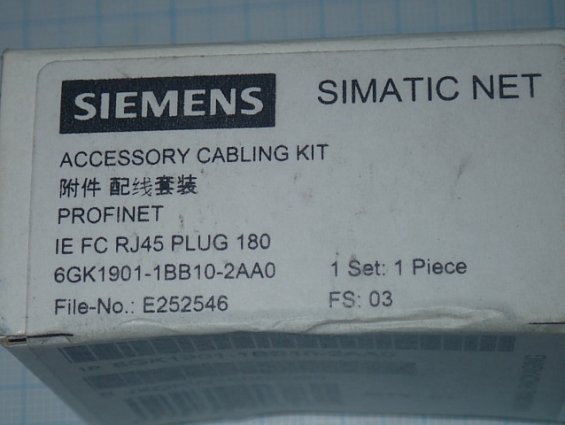 SIEMENS SIMATIC NET
ACCESSORY CABLING KIT
附件 配线套装
PROFINET
IE FC RJ45 PLUG 180
6GK1901-1BB10-2AA0 1 Set: 1 Piece
File-No.: E252546 FS: 03